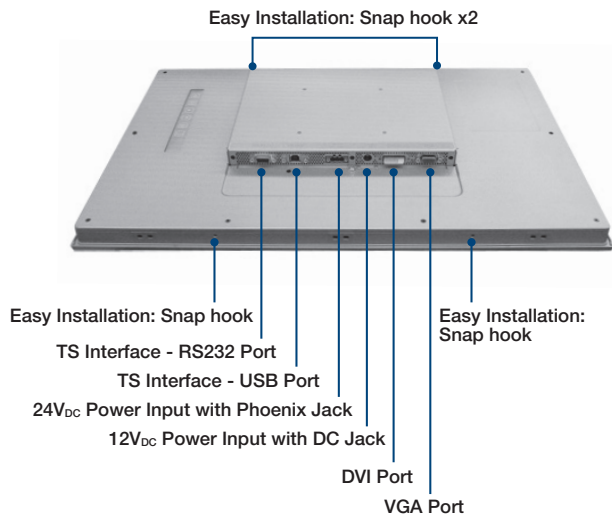 Easy Installation: Snap hook x2
Easy Installation: Snap hook
Easy Installation:
Snap hook
TS Interface - RS232 Port
TS Interface - USB Port
24VDC Power Input with Phoenix Jack
12VDC Power Input with DC Jack
DVI Port
VGA Port